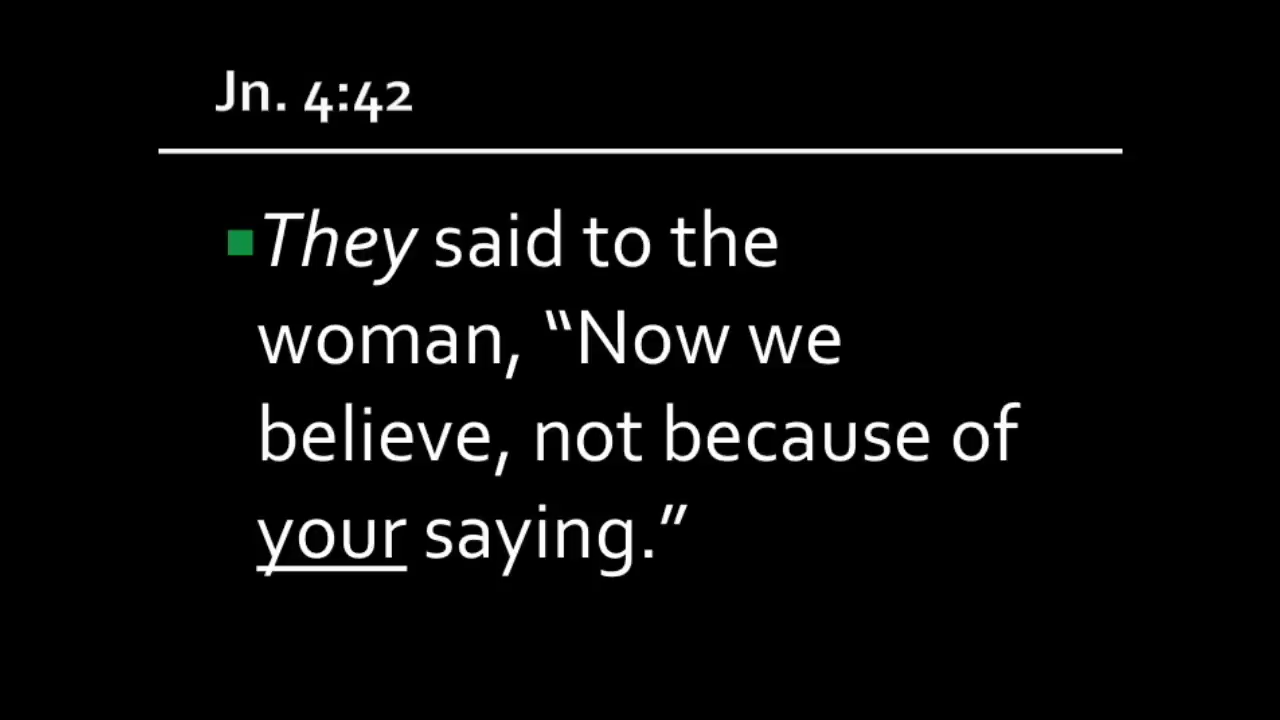 Jn. 4:42
They said to the
woman, “Now we
believe, not because of
your saying.”